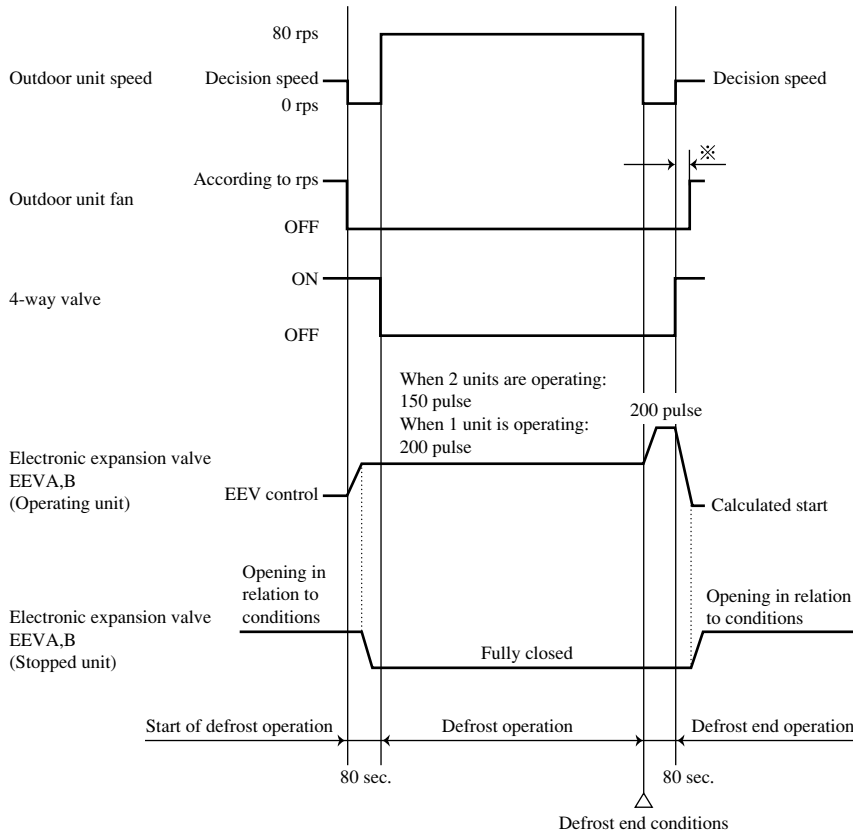 80 rps
Outdoor unit speed
Decision speed
Decision speed
0 rps
※
According to rps
Outdoor unit fan
OFF
ON
4-way valve
OFF
When 2 units are operating:
150 pulse
When 1 unit is operating:
200 pulse
200 pulse
Electronic expansion valve
EEVA,B
(Operating unit)
EEV control
Calculated start
Opening in
relation to
conditions
Opening in relation
to conditions
Electronic expansion valve
EEVA,B
(Stopped unit)
Fully closed
Start of defrost operation
Defrost operation
Defrost end operation
80 sec.
80 sec.
Defrost end conditions